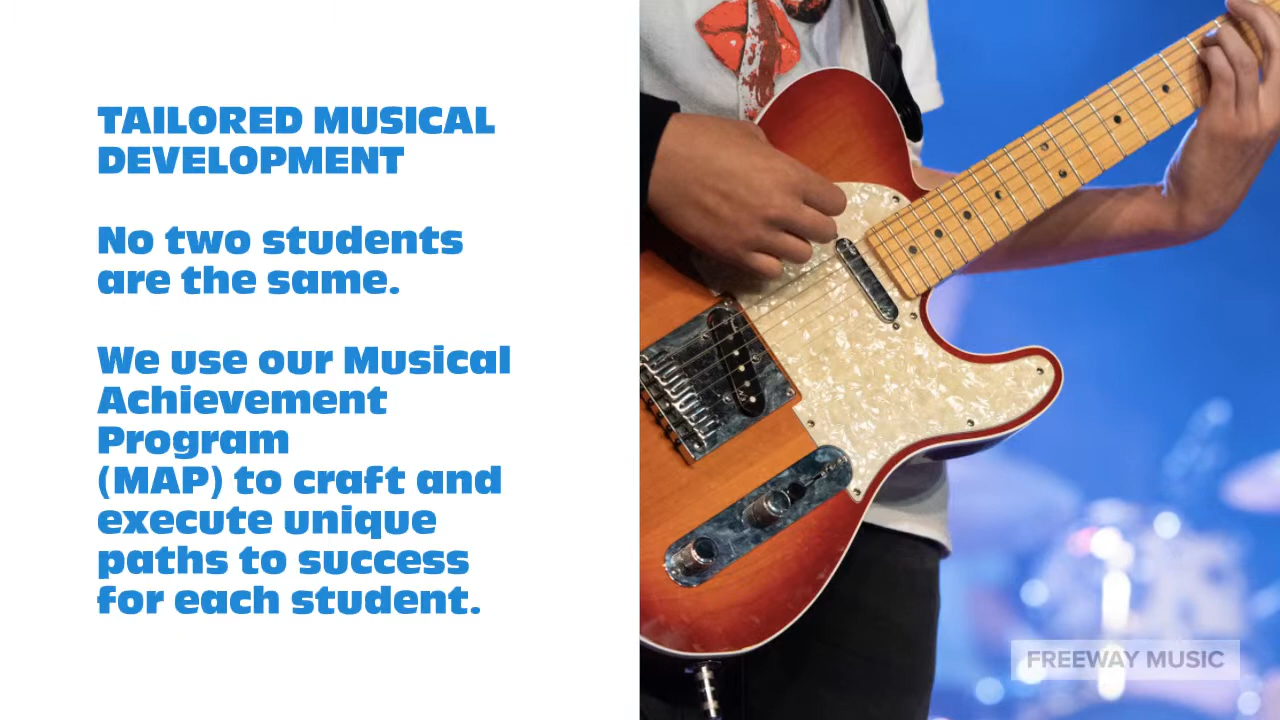 TAILORED MUSICAL
DEVELOPMENT
No two students
are the same.
We use our Musical
Achievement
Program
(MAP) to craft and
execute unique
paths to success
for each student.
FREEWAY MUSIC